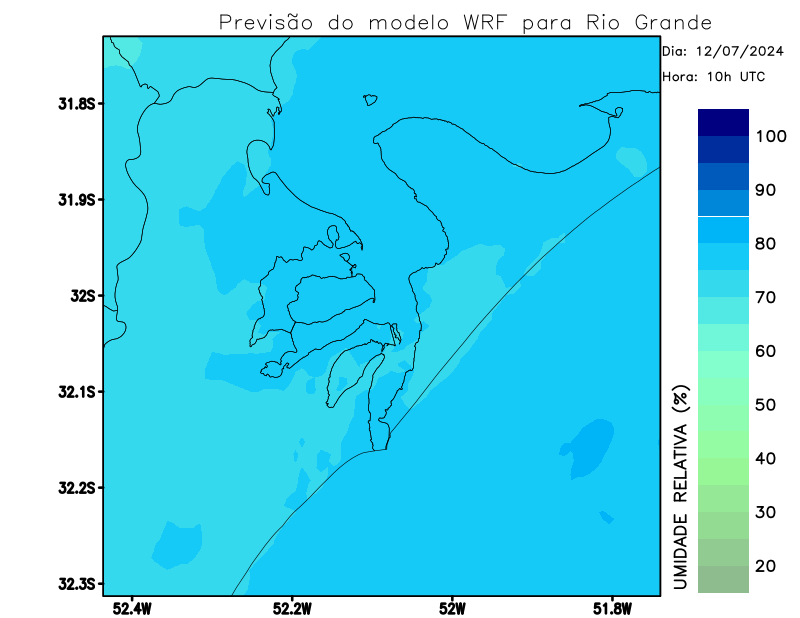 Previsão do modelo WRF para Rio Grande
Dia: 12/07/2024
Hora: 10h UTC
31.8S
31.9S
32S
32.1S
32.2S
32.3S
52.4W
52.2W
52W
51.8W
100
90
80
70
60
50
40
30
20
UMIDADE RELATIVA (%)